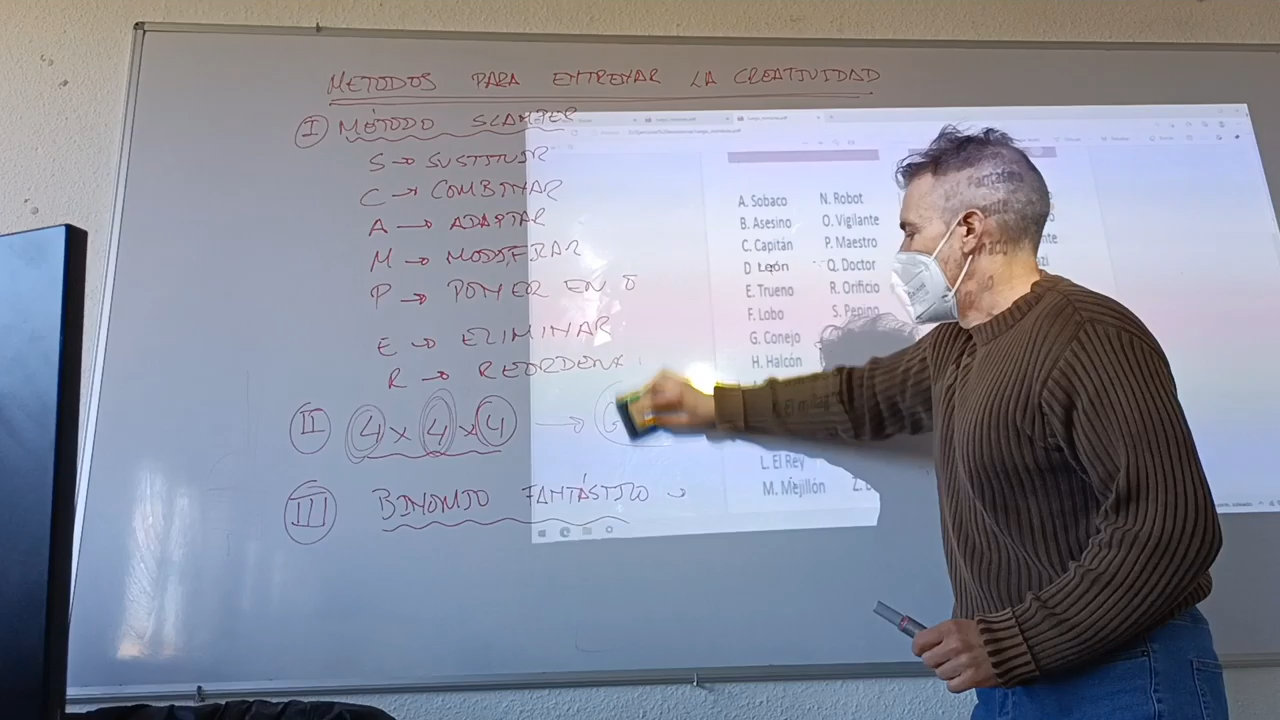 METODOS PARA ENTRENAR LA CREATIVIDAD
I MÉTODO SCAMPER
S → SUSTITUIR
C → COMBINAR
A → ADAPTAR
M → MODIFICAR
P → PONER EN O
E → ELIMINAR
R → REORDENA
II 4 x 4 x 4 →
III BINOMIO FANTÁSTICO
A. Sobaco
B. Asesino
C. Capitán
D León
E. Trueno
F. Lobo
G. Conejo
H. Halcón
L. El Rey
M. Mejillón
N. Robot
O. Vigilante
P. Maestro
Q. Doctor
R. Orificio
S. Pepino
Z.